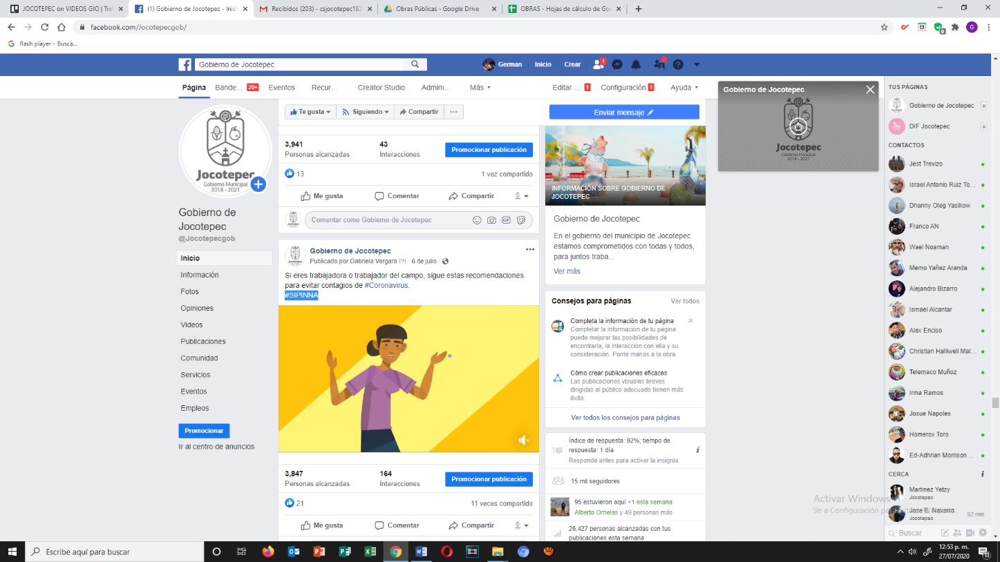 JOCOTEPEC on VIDEOS GIO | Trel
(1) Gobierno de Jocotepec - Inic
Recibidos (203) - csjocotepec182
Obras Públicas - Google Drive
OBRAS - Hojas de cálculo de Goo
facebook.com/Jocotepecgob/
flash player - Busca...
Gobierno de Jocotepec
German
Inicio
Crear
1
Página
Bande...
20+
Eventos
Recur...
Creator Studio
Admini...
Más
Editar ...
1
Configuración
1
Ayuda
Te gusta
Siguiendo
Compartir
Enviar mensaje
Jocotepec
Gobierno Municipal
2018 - 2021
Gobierno de
Jocotepec
@Jocotepecgob
Inicio
Información
Fotos
Opiniones
Videos
Publicaciones
Comunidad
Servicios
Eventos
Empleos
Promocionar
Ir al centro de anuncios
3,941
Personas alcanzadas
43
Interacciones
Promocionar publicación
13
1 vez compartido
Me gusta
Comentar
Compartir
Comentar como Gobierno de Jocotepec
GIF
Gobierno de Jocotepec
Publicado por Gabriela Vergara [?] · 6 de julio ·
Si eres trabajadora o trabajador del campo, sigue estas recomendaciones
para evitar contagios de #Coronavirus.
#SIPINNA
3,847
Personas alcanzadas
164
Interacciones
Promocionar publicación
21
11 veces compartido
Me gusta
Comentar
Compartir
INFORMACIÓN SOBRE GOBIERNO DE
JOCOTEPEC
Gobierno de Jocotepec
En el gobierno del municipio de Jocotepec
estamos comprometidos con todas y todos,
para juntos traba...
Ver más
Consejos para páginas
Ver todos
Completa la información de tu página
Completar la información de tu página
puede mejorar las posibilidades de
encontrarla, la interacción con ella y su
consideración. Ponte manos a la obra.
Cómo crear publicaciones eficaces
Las publicaciones visuales breves
dirigidas al público adecuado tienen más
éxito.
Ver todos los consejos para páginas
Índice de respuesta: 92%; tiempo de
respuesta: 1 día
Responde antes para activar la insignia
15 mil seguidores
95 estuvieron aquí +1 esta semana
Alberto Ornelas y 49 personas más
26,427 personas alcanzadas con tus
publicaciones esta semana
Gobierno de Jocotepec
Jocotepec
Gobierno Municipal
2018 - 2021
TUS PÁGINAS
Gobierno de Jocotepec
9
DIF Jocotepec
9
CONTACTOS
Jest Trevizo
Israel Antonio Ruiz To...
Dhanny Oleg Yasikow
Franco AN
Wael Noaman
Memo Yañez Aranda
Alejandro Bizarro
Ismael Alcantar
Alex Enciso
Christian Halliwell Mal...
Telemaco Muñoz
Irma Ramos
Josue Napoles
Homerox Toro
Ed-Adhrian Morrison ...
CERCA
Martinez Yetzy
Jocotepec
Jose B. Navarro
Jocotepec
52 min
Activar Windows
Ve a Configuración para activar Windows.
Buscar
Escribe aquí para buscar
12:53 p. m.
27/07/2020
11